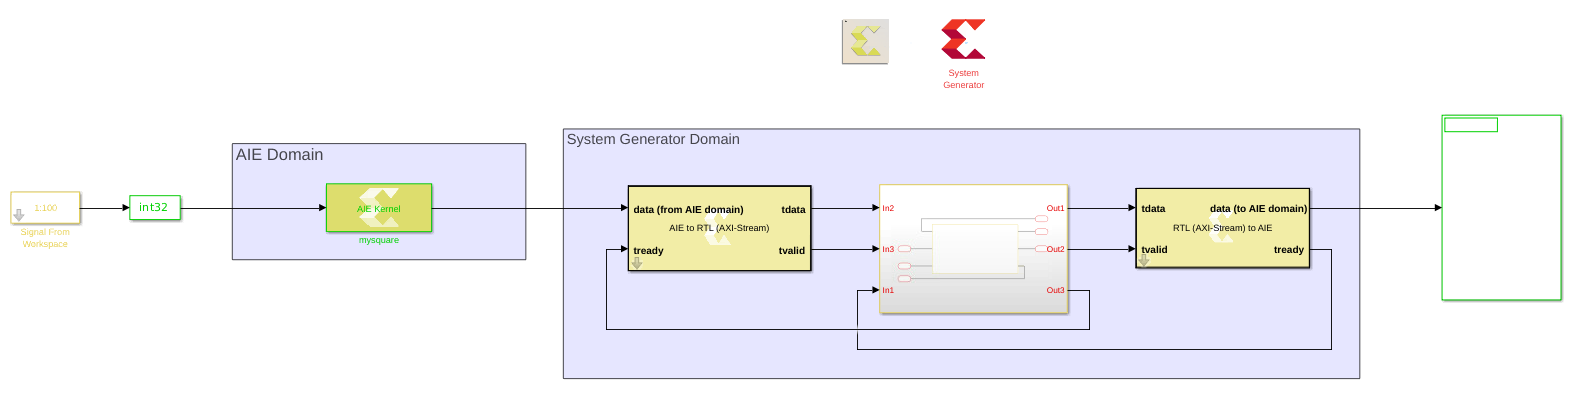 System
Generator
AIE Domain
System Generator Domain
1:100
Signal From
Workspace
int32
AIE Kernel
mysquare
data (from AIE domain)
tdata
AIE to RTL (AXI-Stream)
tready
tvalid
In2
In3
In1
Out1
Out2
Out3
tdata
data (to AIE domain)
RTL (AXI-Stream) to AIE
tvalid
tready